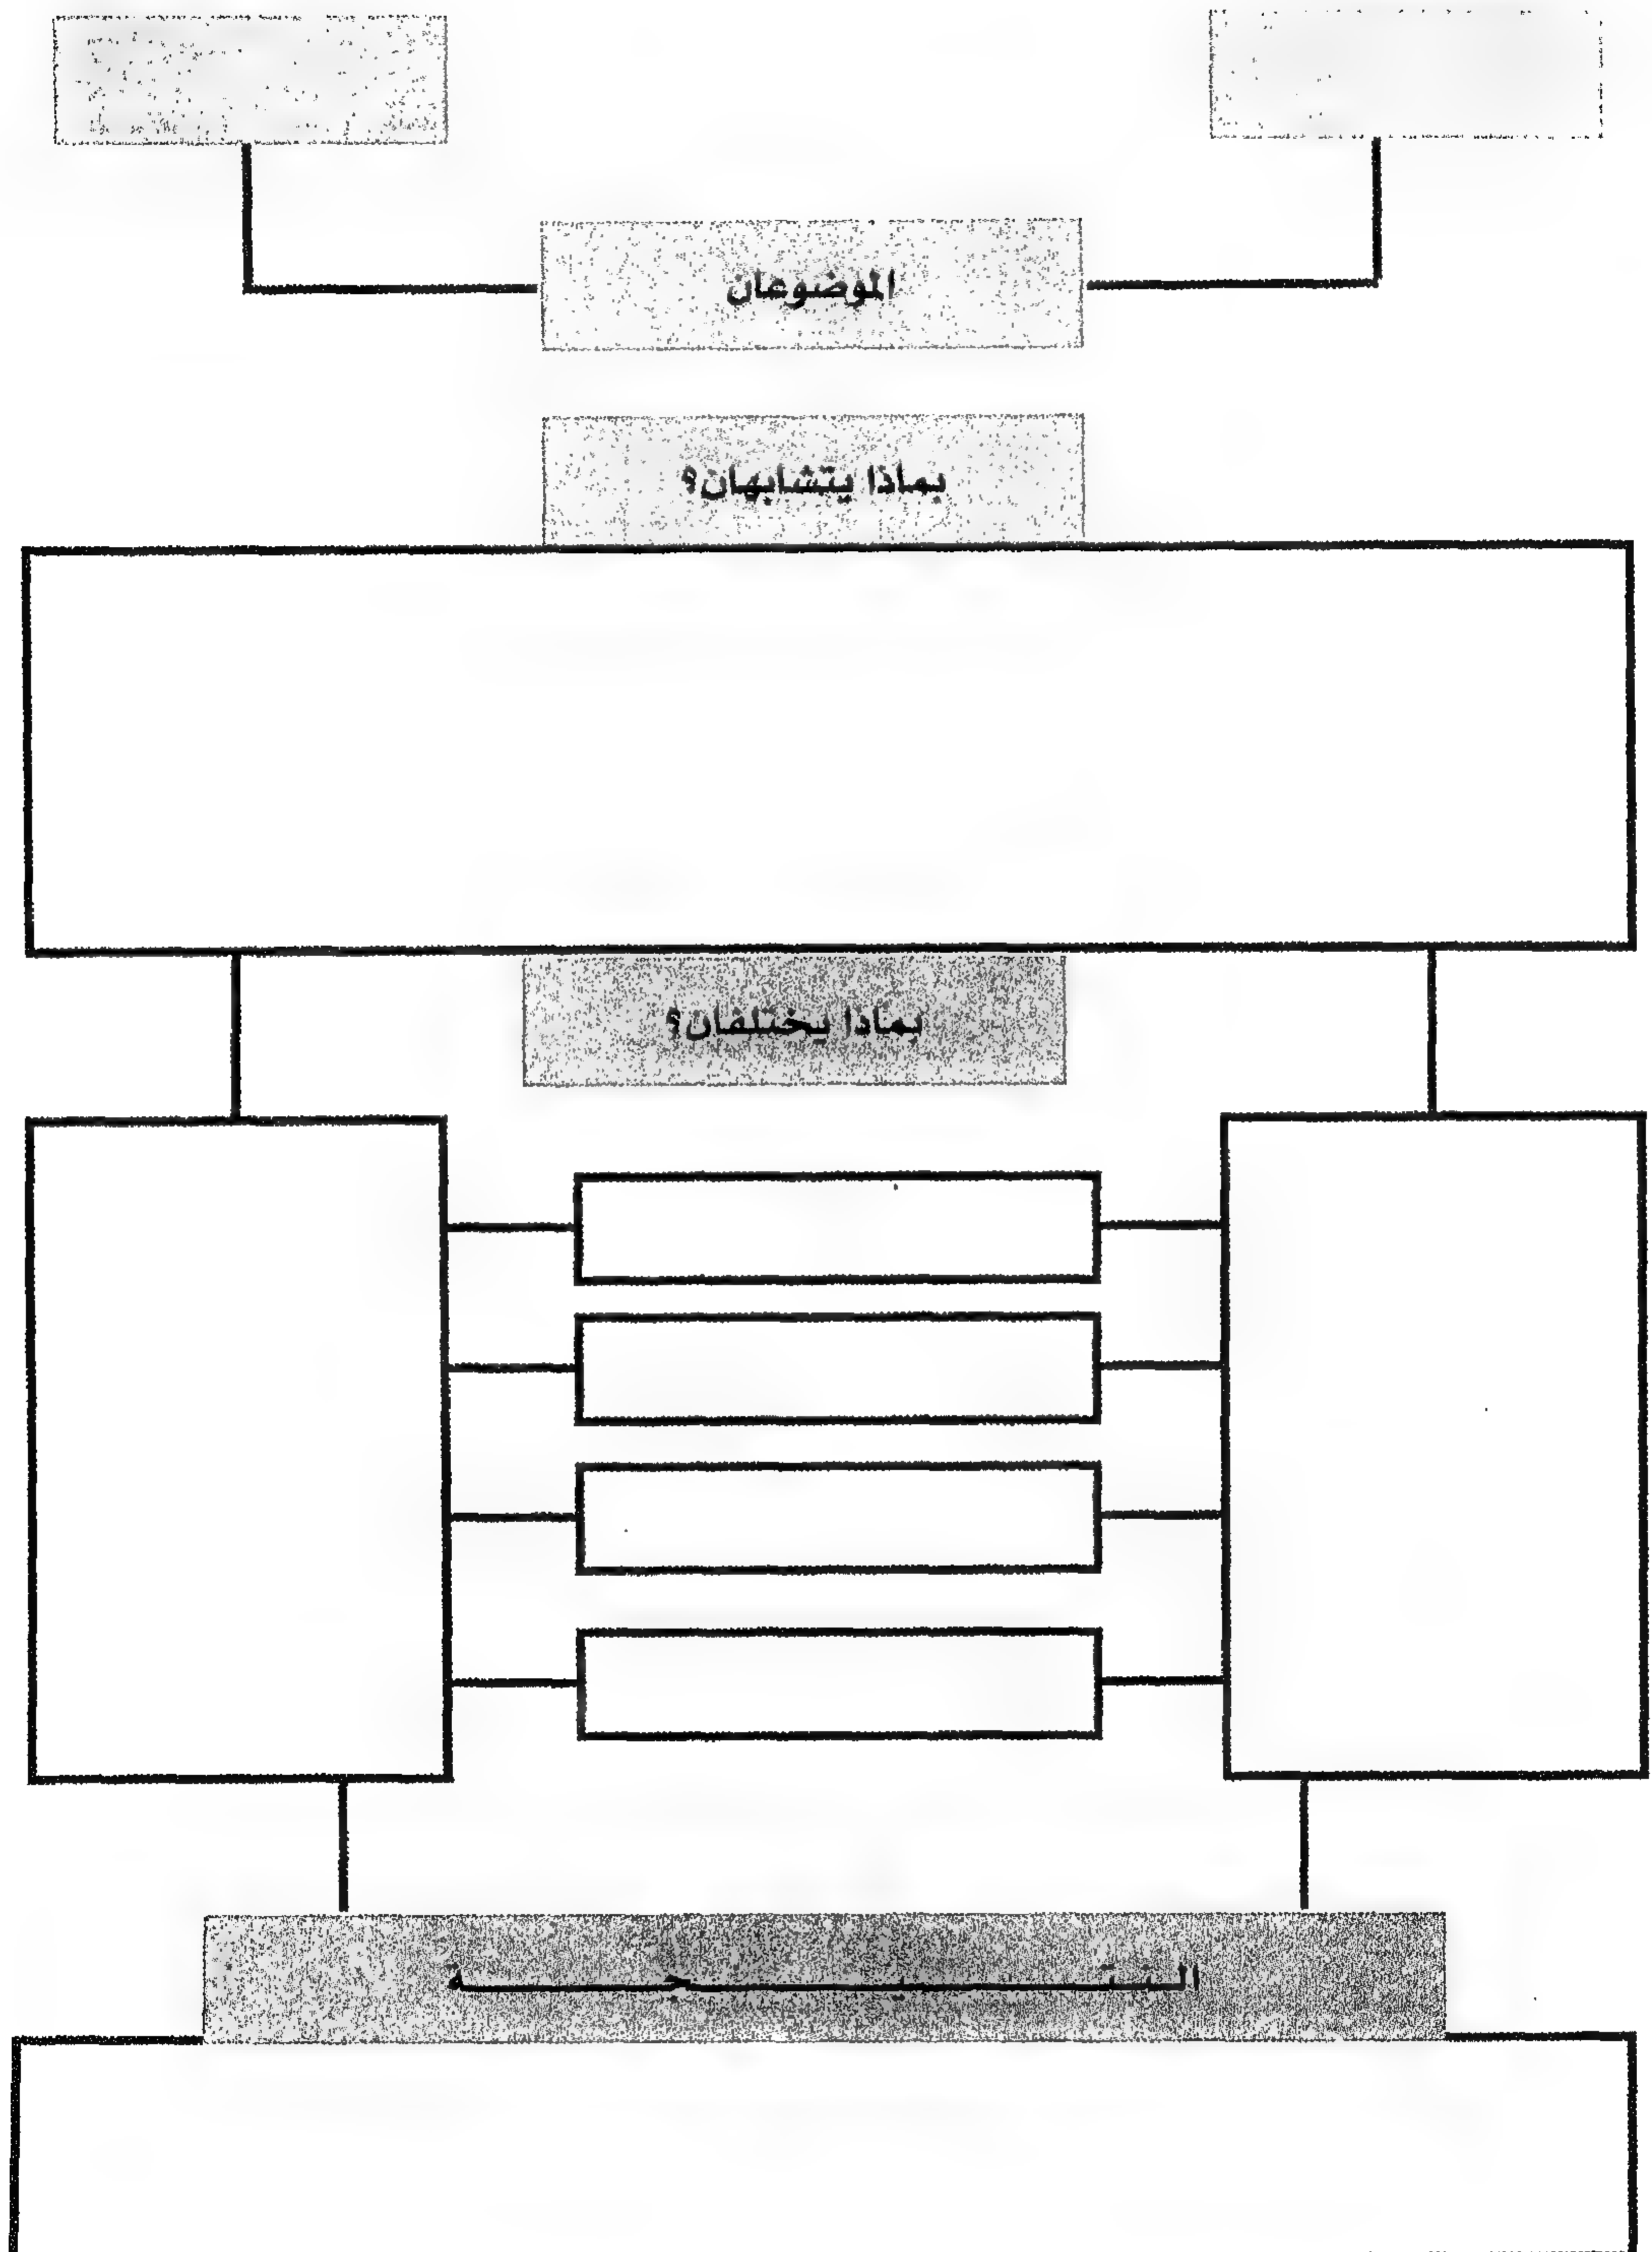 الموضوعان
بماذا يتشابهان؟
بماذا يختلفان؟
النتيجة